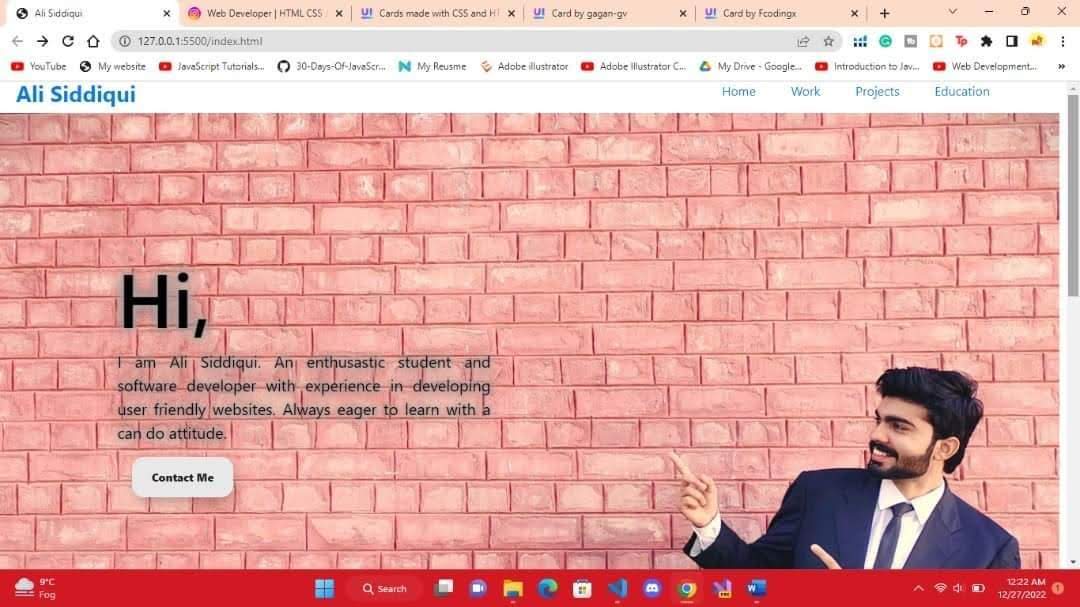 Ali Siddiqui
Web Developer | HTML CSS
Cards made with CSS and HT
Card by gagan-gv
Card by Fcodingx
127.0.0.1:5500/index.html
YouTube
My website
JavaScript Tutorials...
30-Days-Of-JavaScr...
My Reusme
Adobe illustrator
Adobe Illustrator C...
My Drive - Google...
Introduction to Jav...
Web Development...
Ali Siddiqui
Home
Work
Projects
Education
Hi,
I am Ali Siddiqui. An enthusastic student and
software developer with experience in developing
user friendly websites. Always eager to learn with a
can do attitude.
Contact Me
9°C
Fog
Search
12:22 AM
12/27/2022
1